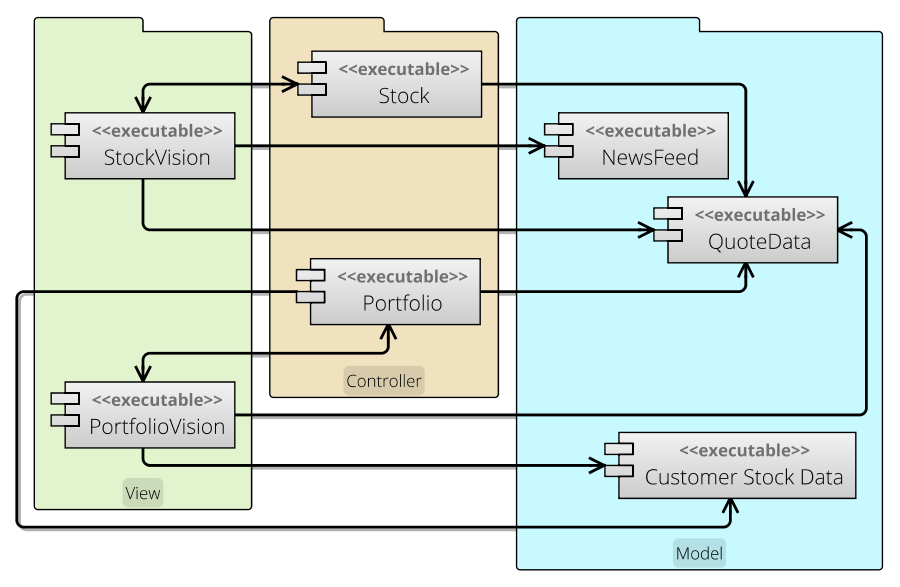 <<executable>>
Stock
<<executable>>
StockVision
<<executable>>
NewsFeed
<<executable>>
QuoteData
<<executable>>
Portfolio
Controller
<<executable>>
PortfolioVision
<<executable>>
Customer Stock Data
View
Model